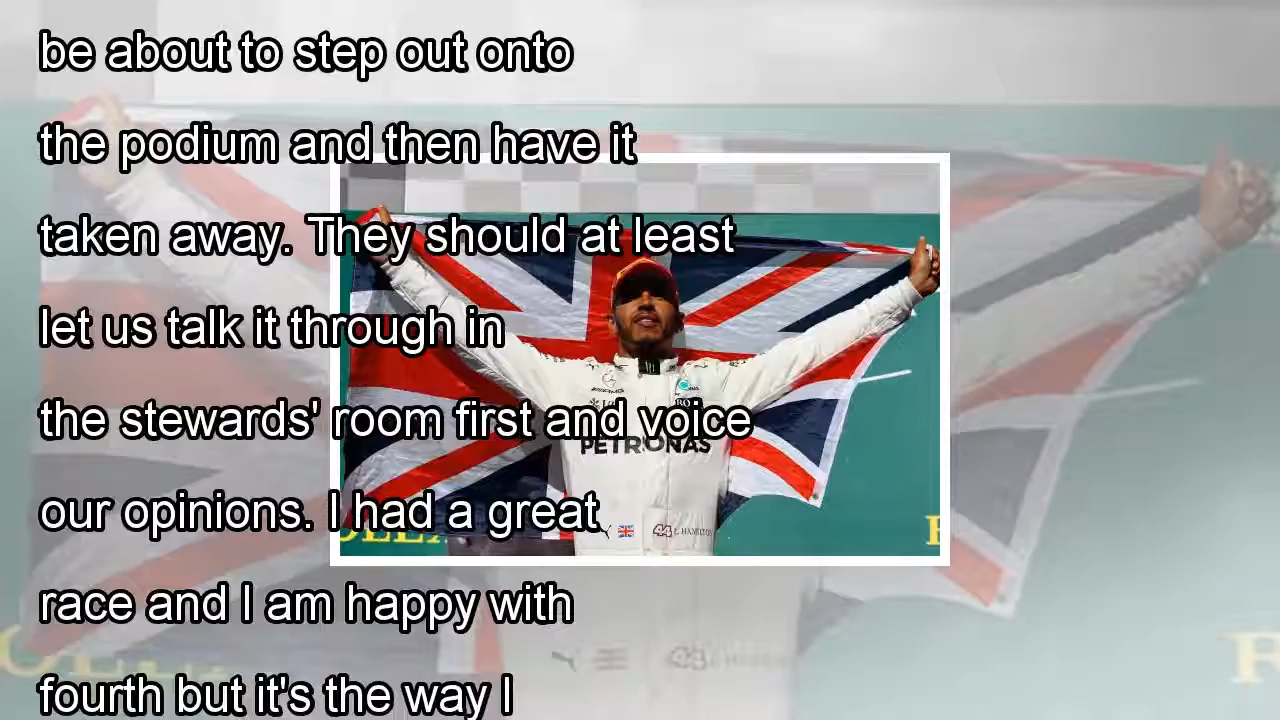 be about to step out onto
the podium and then have it
taken away. They should at least
let us talk it through in
the stewards' room first and voice
our opinions. I had a great
race and I am happy with
fourth but it's the way I
PETRONAS
44